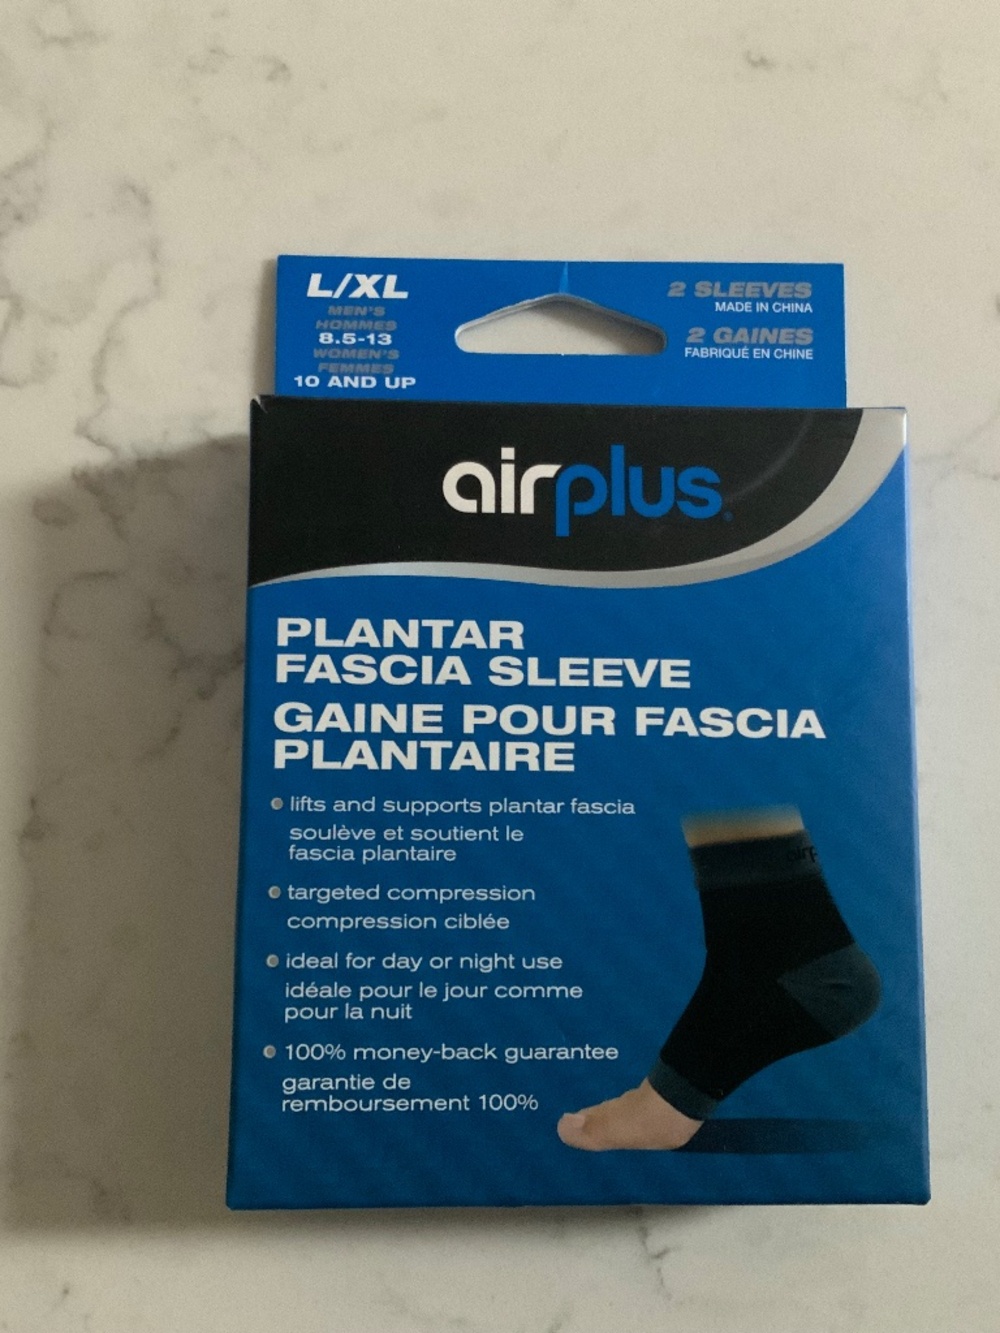 L/XL
MEN'S
HOMMES
8.5-13
WOMEN'S
FEMMES
10 AND UP
2 SLEEVES
MADE IN CHINA
2 GAINES
FABRIQUÉ EN CHINE
airplus®
PLANTAR
FASCIA SLEEVE
GAINE POUR FASCIA
PLANTAIRE
lifts and supports plantar fascia
soulève et soutient le
fascia plantaire
targeted compression
compression ciblée
ideal for day or night use
idéale pour le jour comme
pour la nuit
100% money-back guarantee
garantie de
remboursement 100%
airp